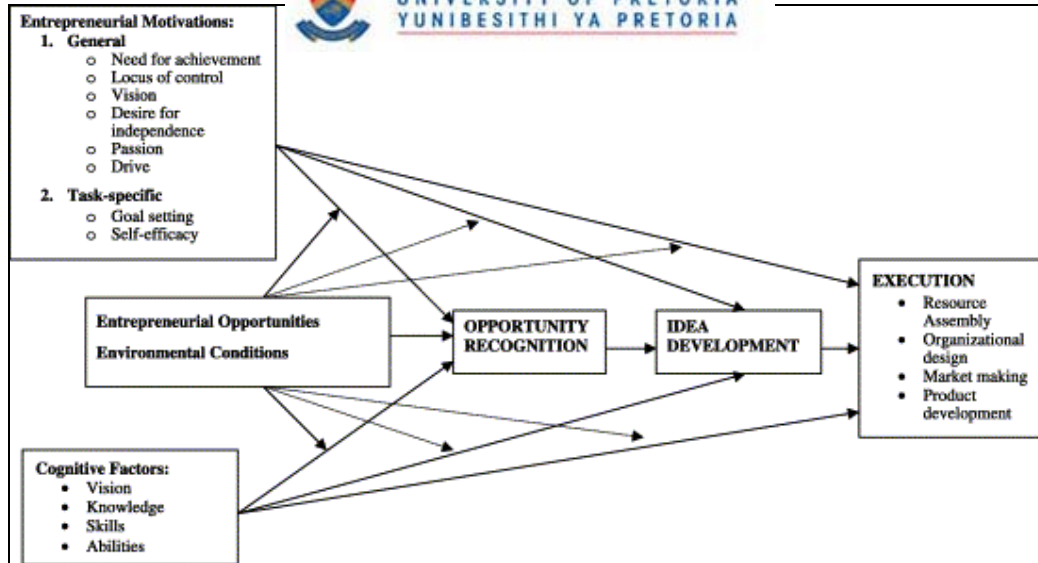 UNIVERSITY OF PRETORIA
YUNIBESITHI YA PRETORIA
Entrepreneurial Motivations:
1. General
o Need for achievement
o Locus of control
o Vision
o Desire for
independence
o Passion
o Drive
2. Task-specific
o Goal setting
o Self-efficacy
Entrepreneurial Opportunities
Environmental Conditions
OPPORTUNITY
RECOGNITION
IDEA
DEVELOPMENT
EXECUTION
• Resource
Assembly
• Organizational
design
• Market making
• Product
development
Cognitive Factors:
• Vision
• Knowledge
• Skills
• Abilities